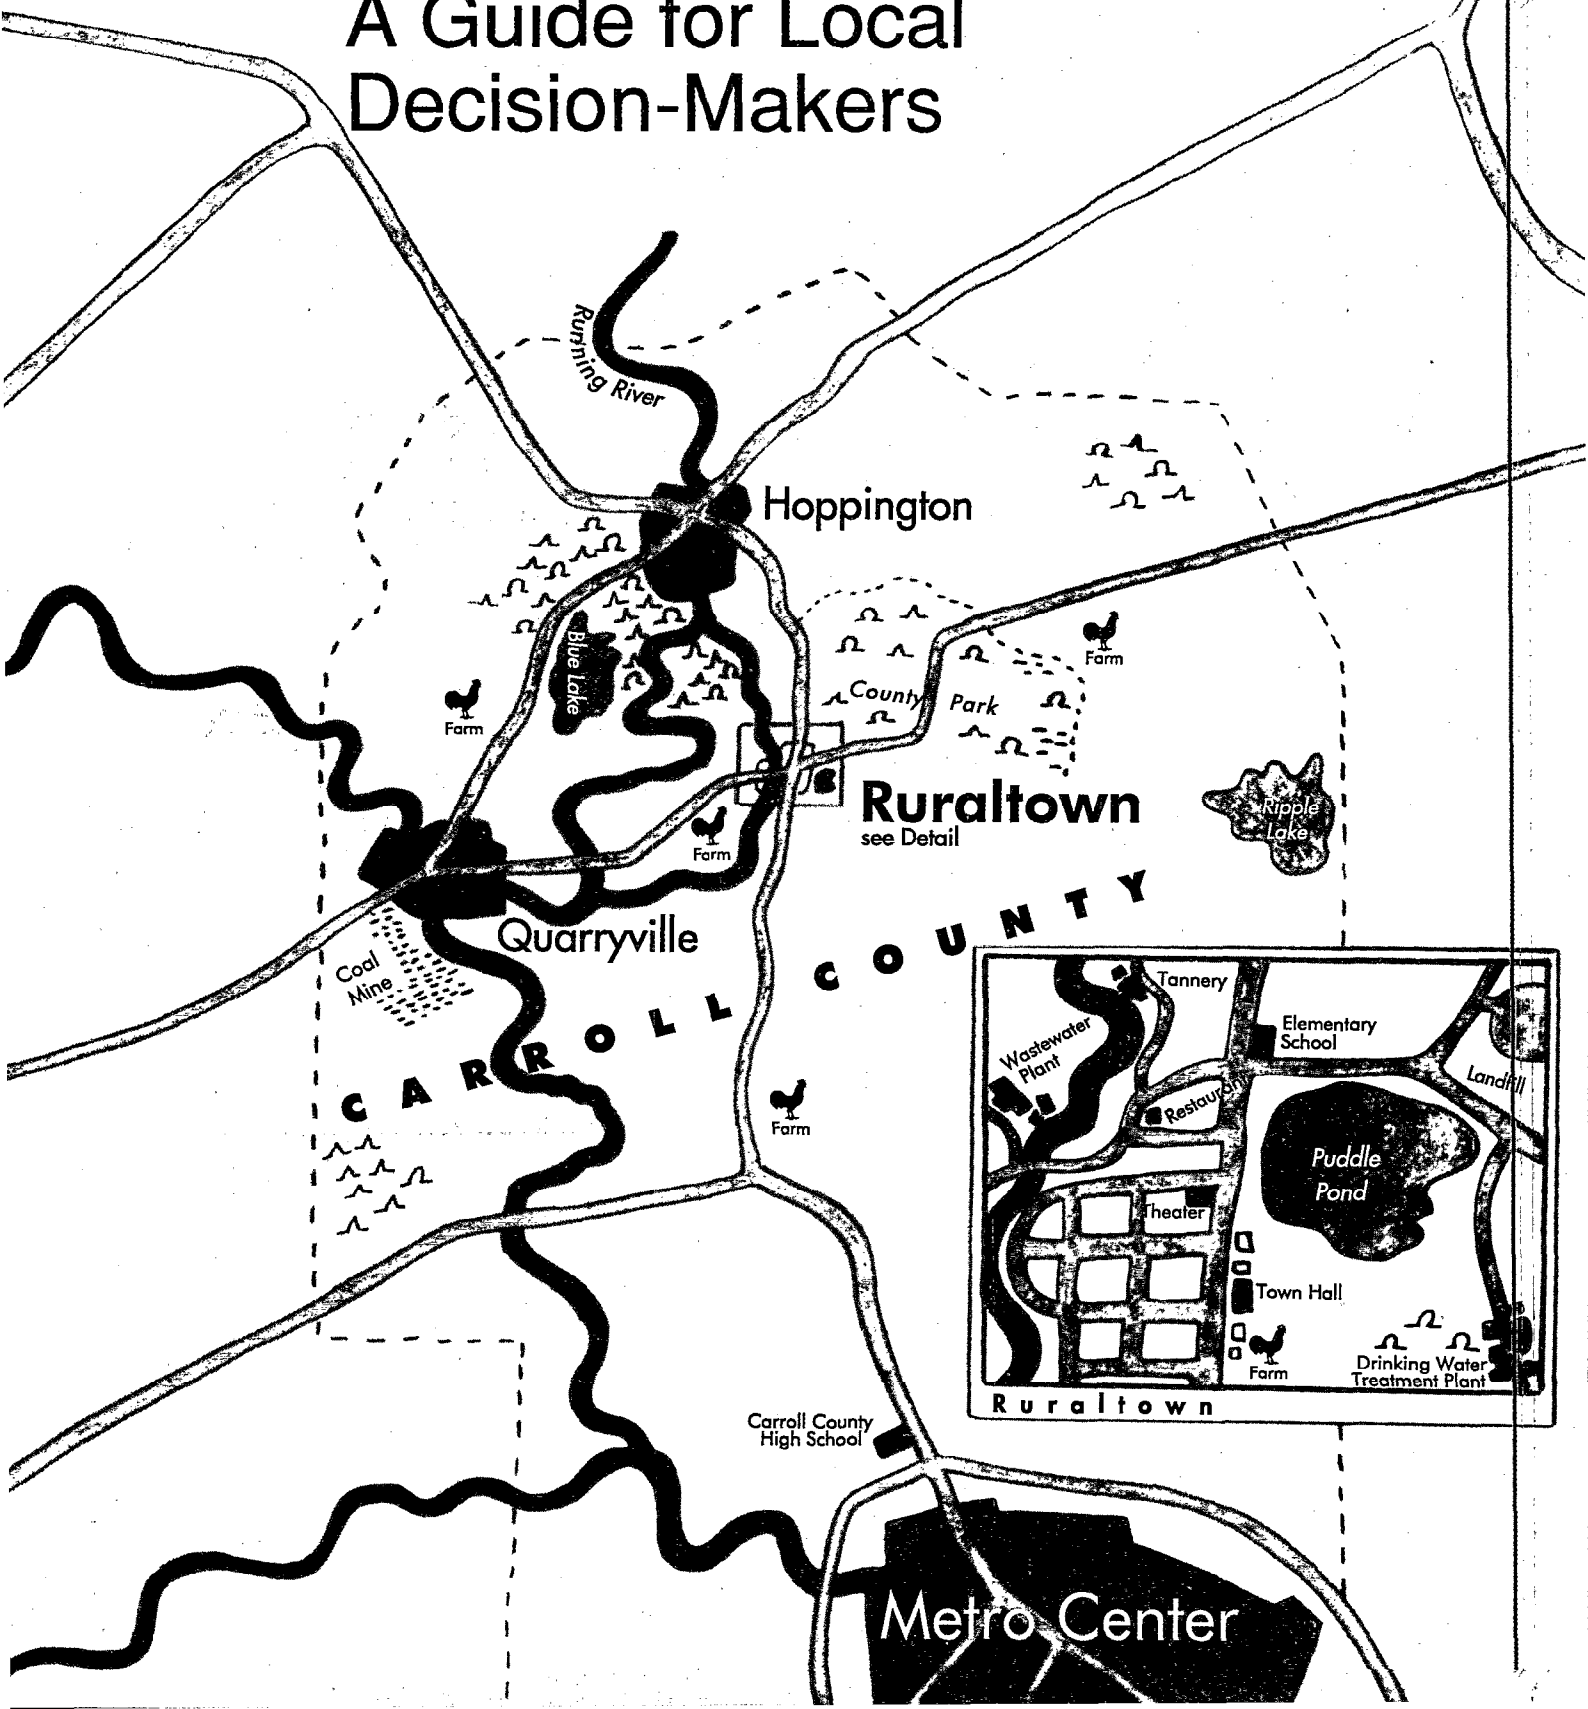 A Guide for Local
Decision-Makers
Running River
Hoppington
Blue Lake
Farm
Farm
County Park
Ruraltown
see Detail
Ripple
Lake
Farm
Quarryville
Coal
Mine
CARROLL COUNTY
Farm
Tannery
Wastewater
Plant
Elementary
School
Landfill
Restaurant
Puddle
Pond
Theater
Town Hall
Farm
Drinking Water
Treatment Plant
Ruraltown
Carroll County
High School
Metro Center